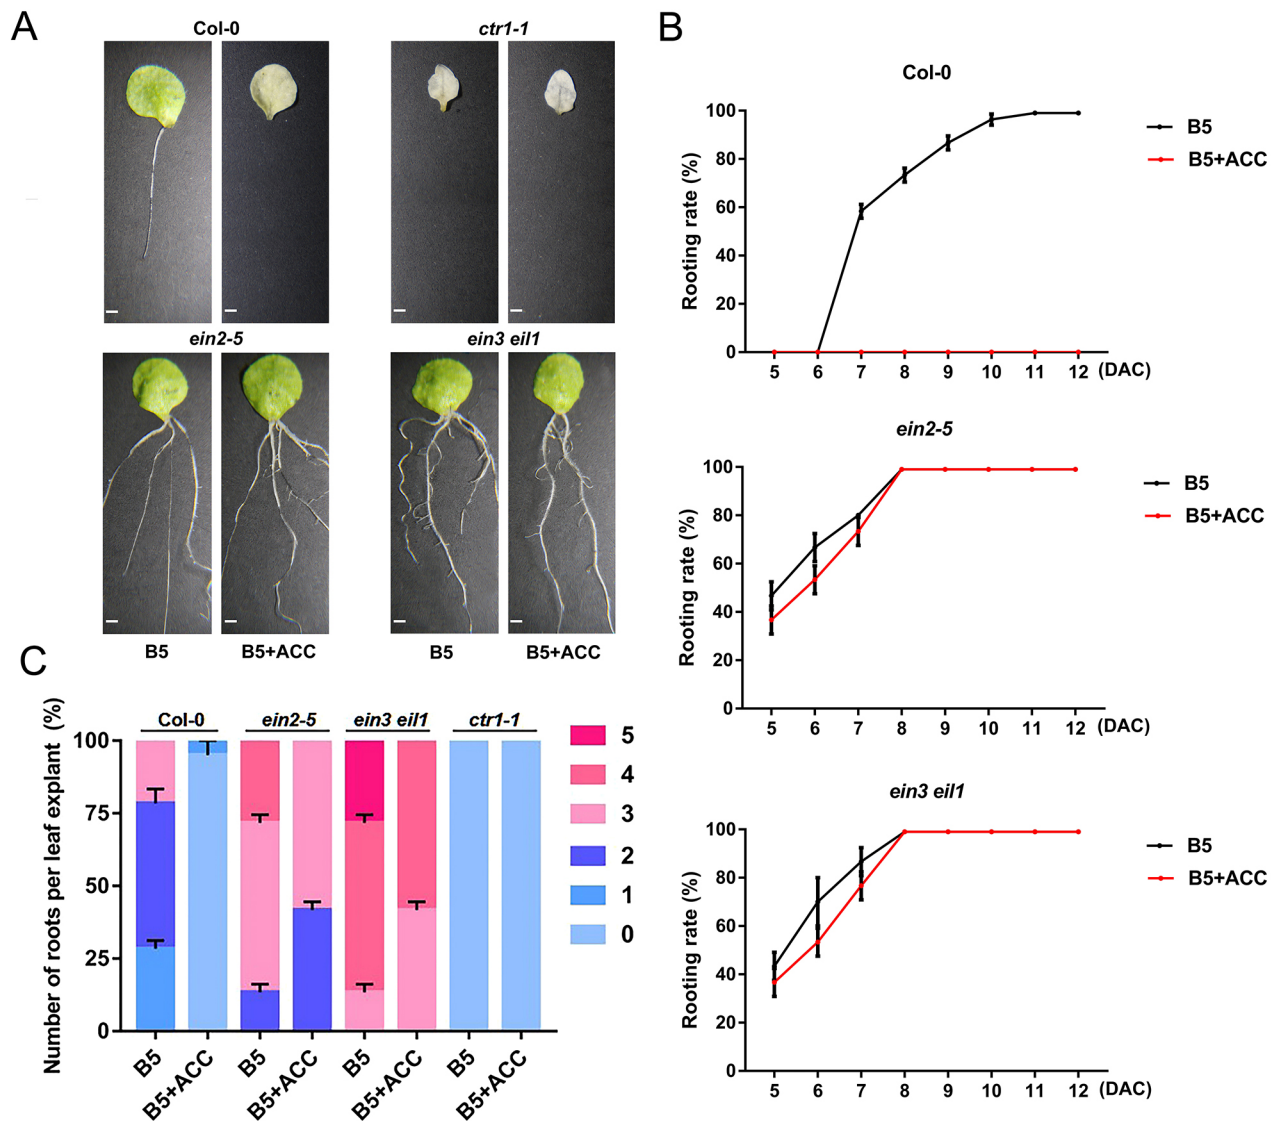 A
Col-0
ctr1-1
ein2-5
ein3 eil1
B5
B5+ACC
B5
B5+ACC
B
Col-0
Rooting rate (%)
100
80
60
40
20
0
5 6 7 8 9 10 11 12 (DAC)
B5
B5+ACC
ein2-5
Rooting rate (%)
100
80
60
40
20
0
5 6 7 8 9 10 11 12 (DAC)
B5
B5+ACC
ein3 eil1
Rooting rate (%)
100
80
60
40
20
0
5 6 7 8 9 10 11 12 (DAC)
B5
B5+ACC
C
Number of roots per leaf explant (%)
100
75
50
25
0
Col-0
ein2-5
ein3 eil1
ctr1-1
B5
B5+ACC
B5
B5+ACC
B5
B5+ACC
B5
B5+ACC
5
4
3
2
1
0